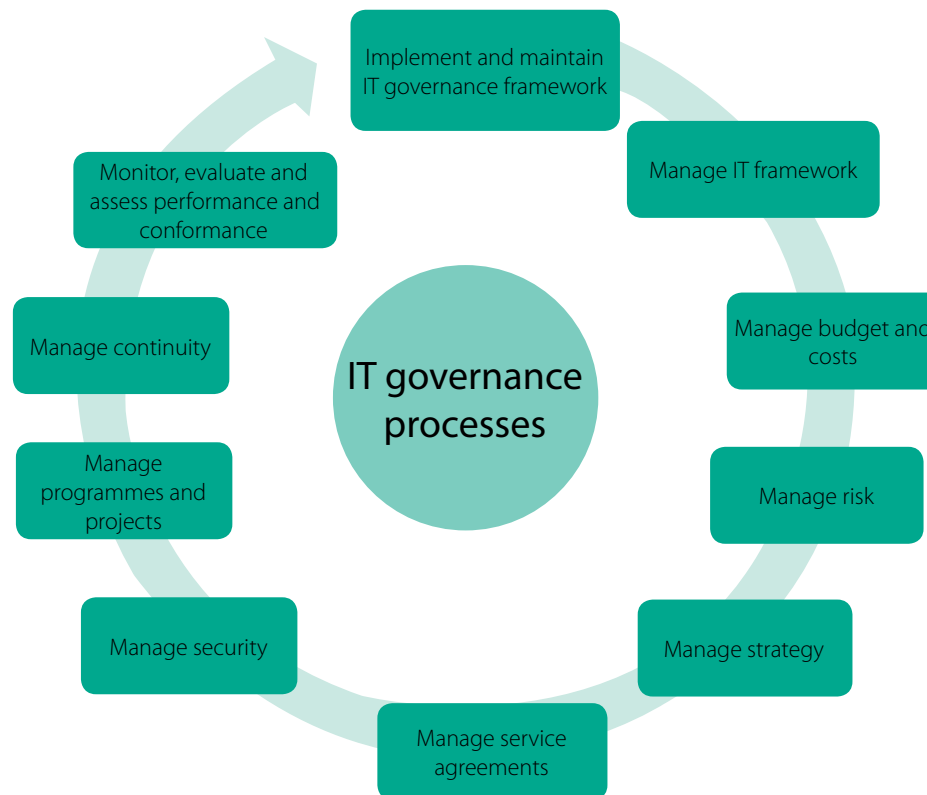 Implement and maintain
IT governance framework
Manage IT framework
Manage budget and
costs
Manage risk
Manage strategy
Manage service
agreements
Manage security
Manage
programmes and
projects
Manage continuity
Monitor, evaluate and
assess performance and
conformance
IT governance
processes